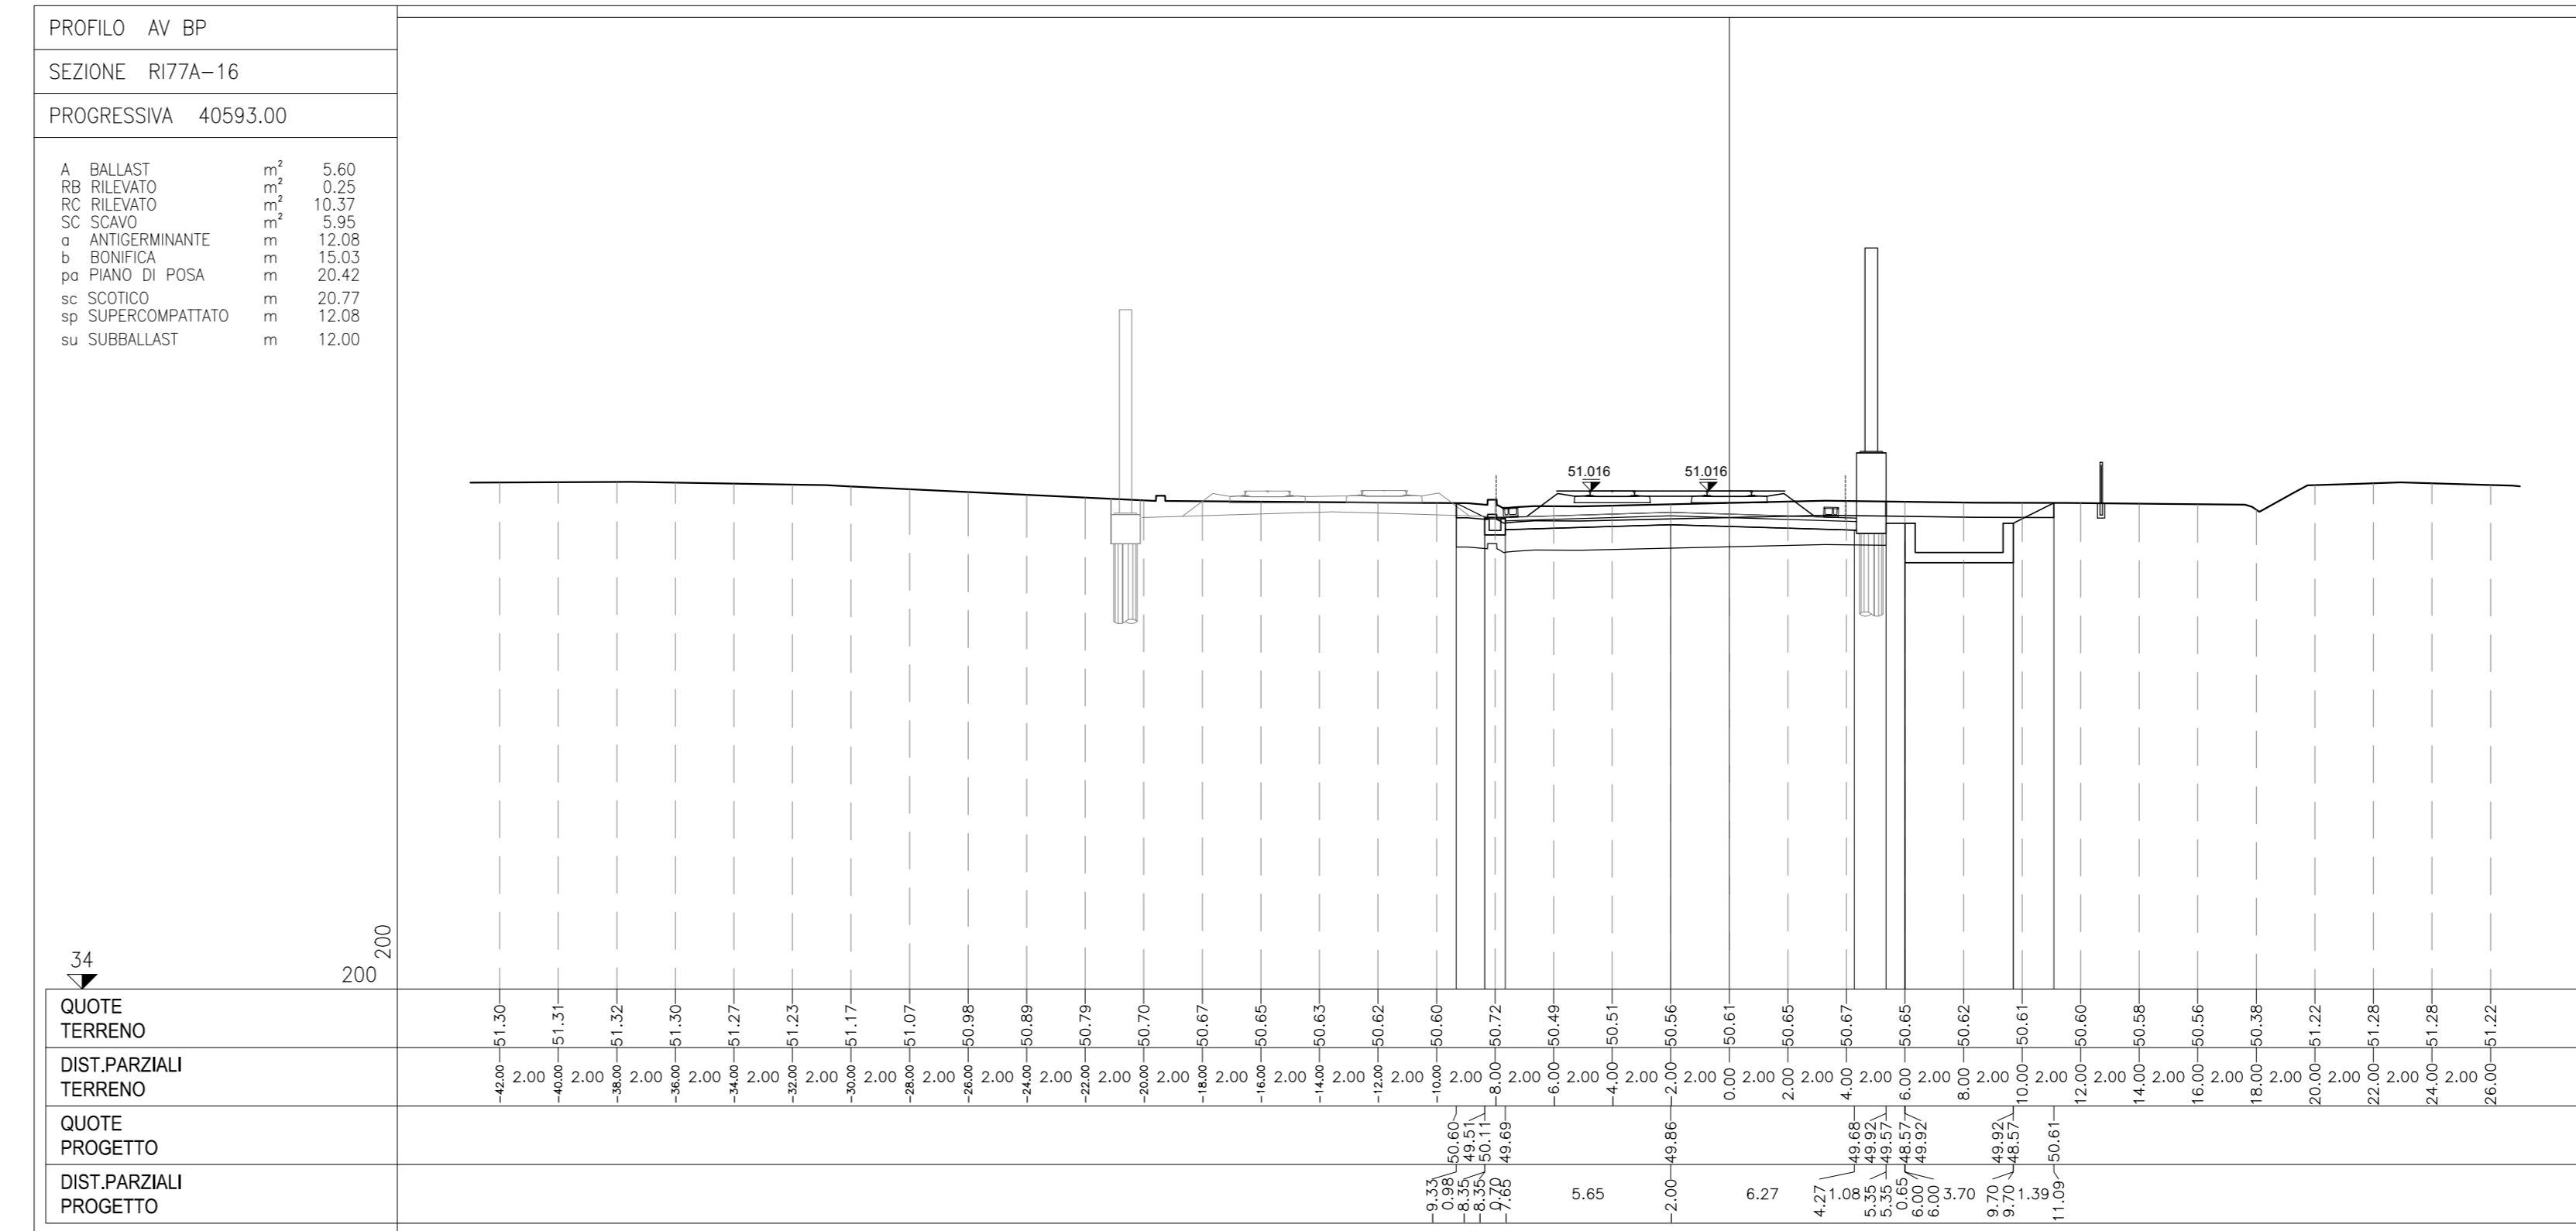 PROFILO AV BP
SEZIONE RI77A-16
PROGRESSIVA 40593.00
A BALLAST m² 5.60
RB RILEVATO m² 0.25
RC RILEVATO m² 10.37
SC SCAVO m² 5.95
a ANTIGERMINANTE m 12.08
b BONIFICA m 15.03
pa PIANO DI POSA m 20.42
sc SCOTICO m 20.77
sp SUPERCOMPATTATO m 12.08
su SUBBALLAST m 12.00
51.016 51.016
34 200 200
QUOTE TERRENO
51.30 51.31 51.32 51.30 51.27 51.23 51.17 51.07 50.98 50.89 50.79 50.70 50.67 50.65 50.63 50.62 50.60 50.72 50.49 50.51 50.56 50.61 50.65 50.67 50.65 50.62 50.61 50.60 50.58 50.56 50.38 51.22 51.28 51.28 51.22
DIST.PARZIALI TERRENO
-42.00 2.00 -40.00 2.00 -38.00 2.00 -36.00 2.00 -34.00 2.00 -32.00 2.00 -30.00 2.00 -28.00 2.00 -26.00 2.00 -24.00 2.00 -22.00 2.00 -20.00 2.00 -18.00 2.00 -16.00 2.00 -14.00 2.00 -12.00 2.00 -10.00 2.00 -8.00 2.00 -6.00 2.00 -4.00 2.00 -2.00 2.00 0.00 2.00 2.00 2.00 4.00 2.00 6.00 2.00 8.00 2.00 10.00 2.00 12.00 2.00 14.00 2.00 16.00 2.00 18.00 2.00 20.00 2.00 22.00 2.00 24.00 2.00 26.00
QUOTE PROGETTO
50.60 49.51 50.11 49.69 49.86 49.68 49.92 49.57 48.57 49.92 49.92 48.57 50.61
DIST.PARZIALI PROGETTO
-9.33 0.98 -8.35 -8.35 0.70 -7.65 5.65 -2.00 6.27 4.27 1.08 5.35 5.35 0.65 6.00 6.00 3.70 9.70 9.70 1.39 11.09